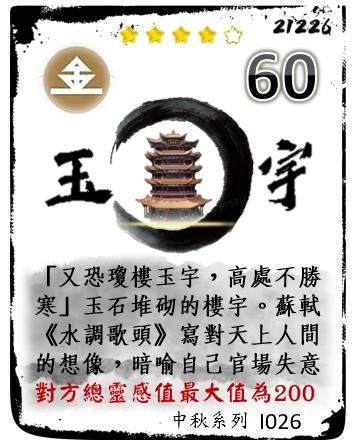 21226
金
60
玉 宇
「又恐瓊樓玉宇，高處不勝
寒」玉石堆砌的樓宇。蘇軾
《水調歌頭》寫對天上人間
的想像，暗喻自己官場失意
對方總靈感值最大值為200
中秋系列 I026